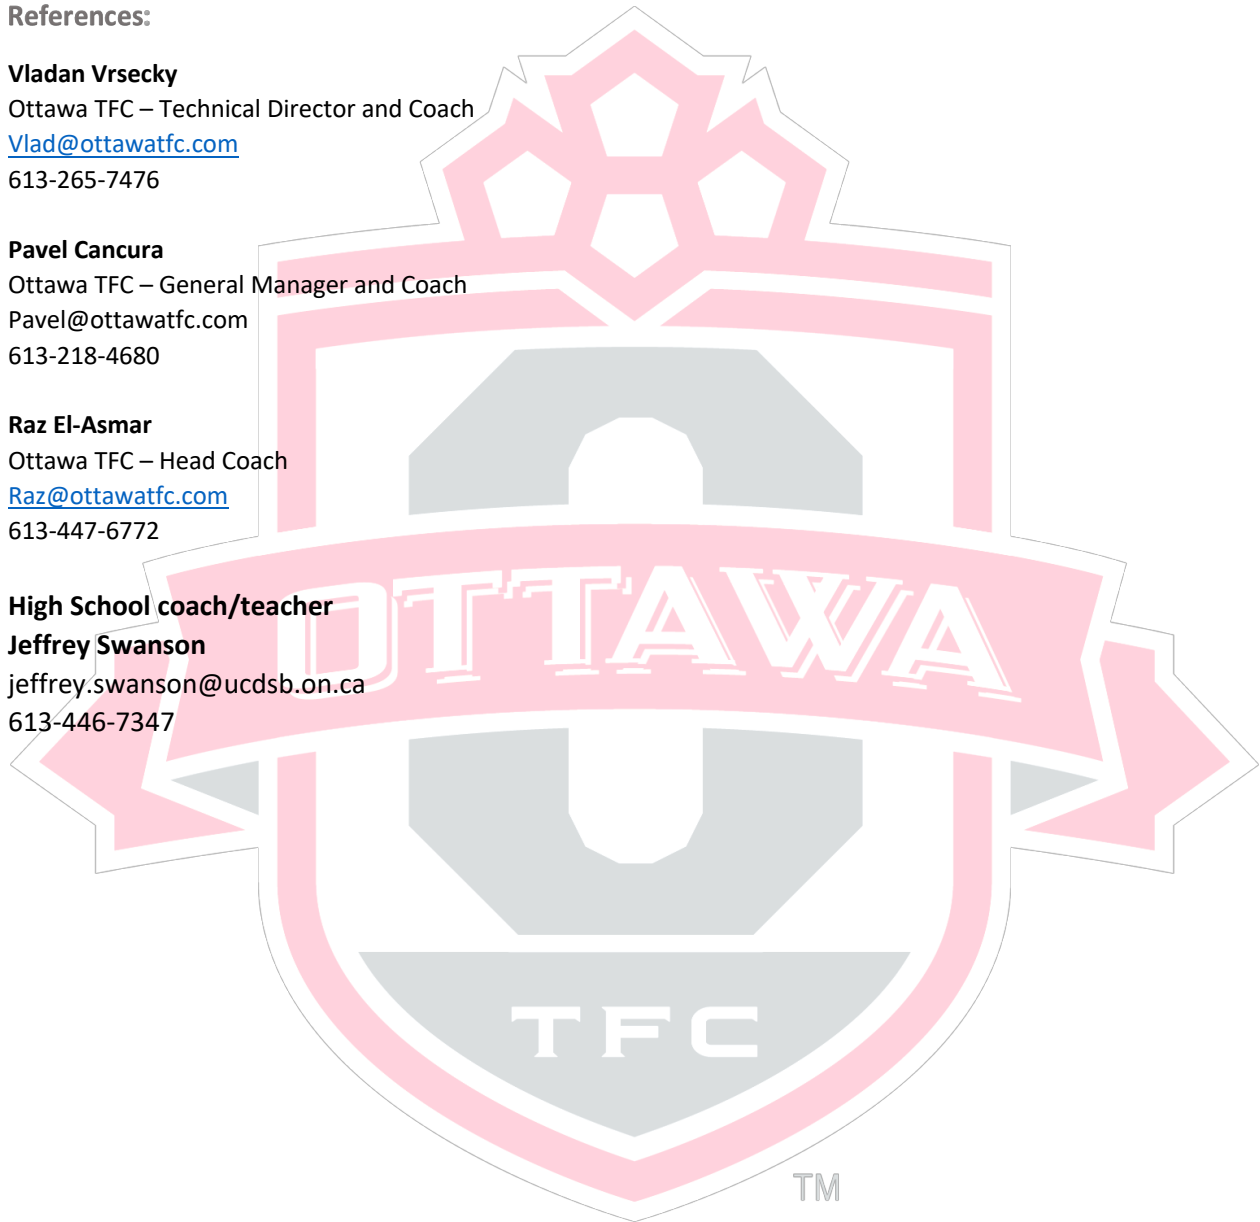 References:
Vladan Vrsecky
Ottawa TFC – Technical Director and Coach
Vlad@ottawatfc.com
613-265-7476
Pavel Cancura
Ottawa TFC – General Manager and Coach
Pavel@ottawatfc.com
613-218-4680
Raz El-Asmar
Ottawa TFC – Head Coach
Raz@ottawatfc.com
613-447-6772
High School coach/teacher
Jeffrey Swanson
jeffrey.swanson@ucdsb.on.ca
613-446-7347
OTTAWA
TFC
TM